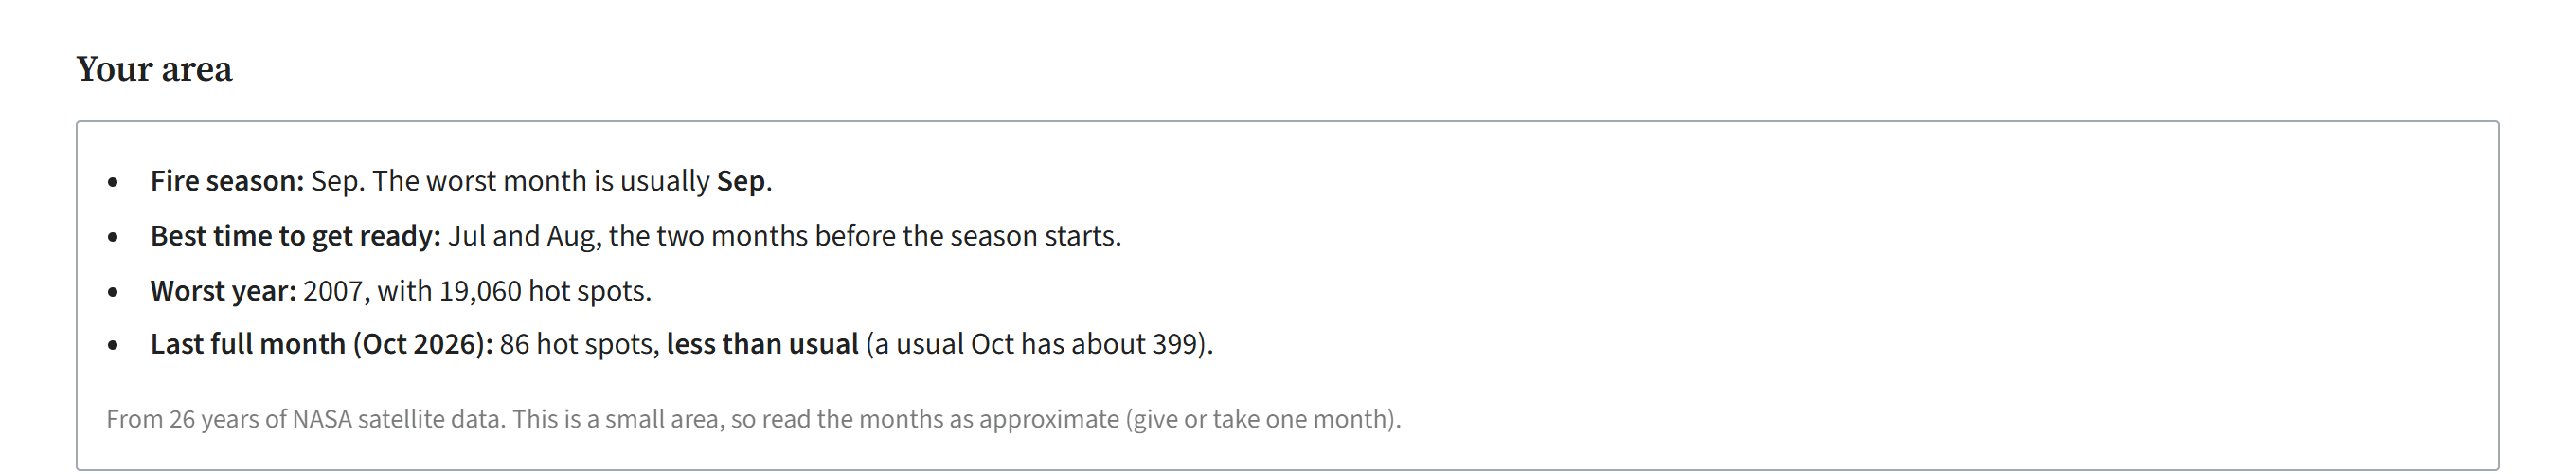 Your area
• Fire season: Sep. The worst month is usually Sep.
• Best time to get ready: Jul and Aug, the two months before the season starts.
• Worst year: 2007, with 19,060 hot spots.
• Last full month (Oct 2026): 86 hot spots, less than usual (a usual Oct has about 399).
From 26 years of NASA satellite data. This is a small area, so read the months as approximate (give or take one month).